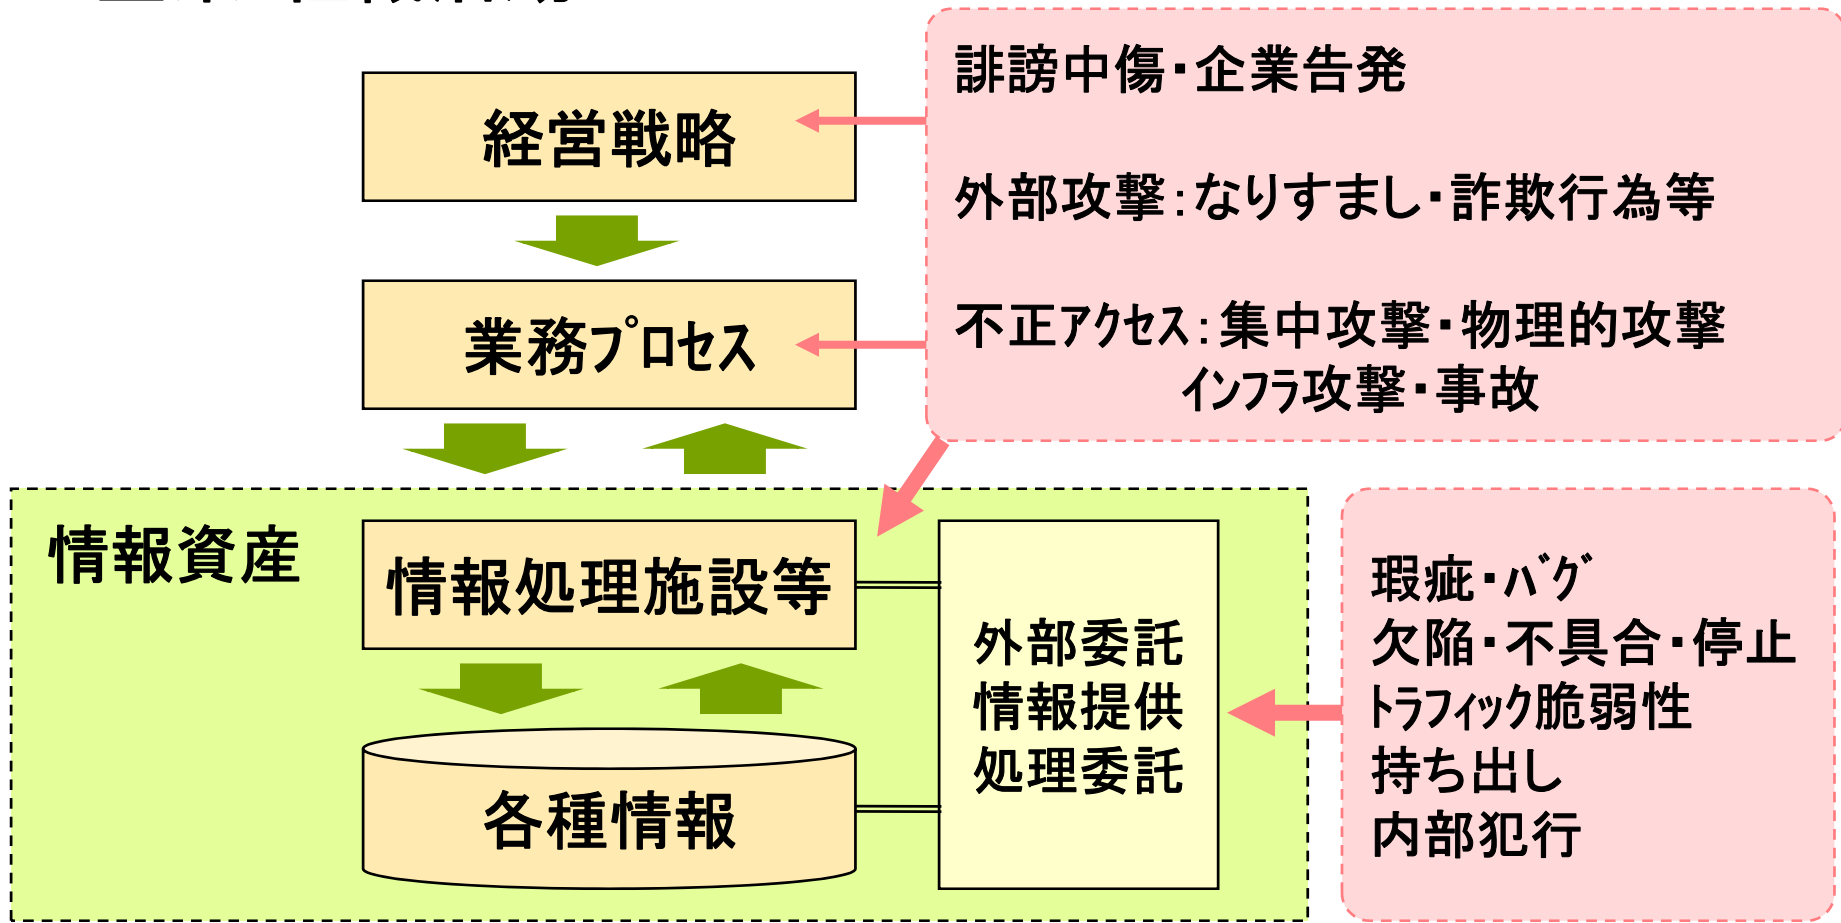 経営戦略
業務プロセス
情報資産
情報処理施設等
各種情報
外部委託
情報提供
処理委託
誹謗中傷・企業告発
外部攻撃:なりすまし・詐欺行為等
不正アクセス:集中攻撃・物理的攻撃
インフラ攻撃・事故
瑕疵・バグ
欠陥・不具合・停止
トラフィック脆弱性
持ち出し
内部犯行